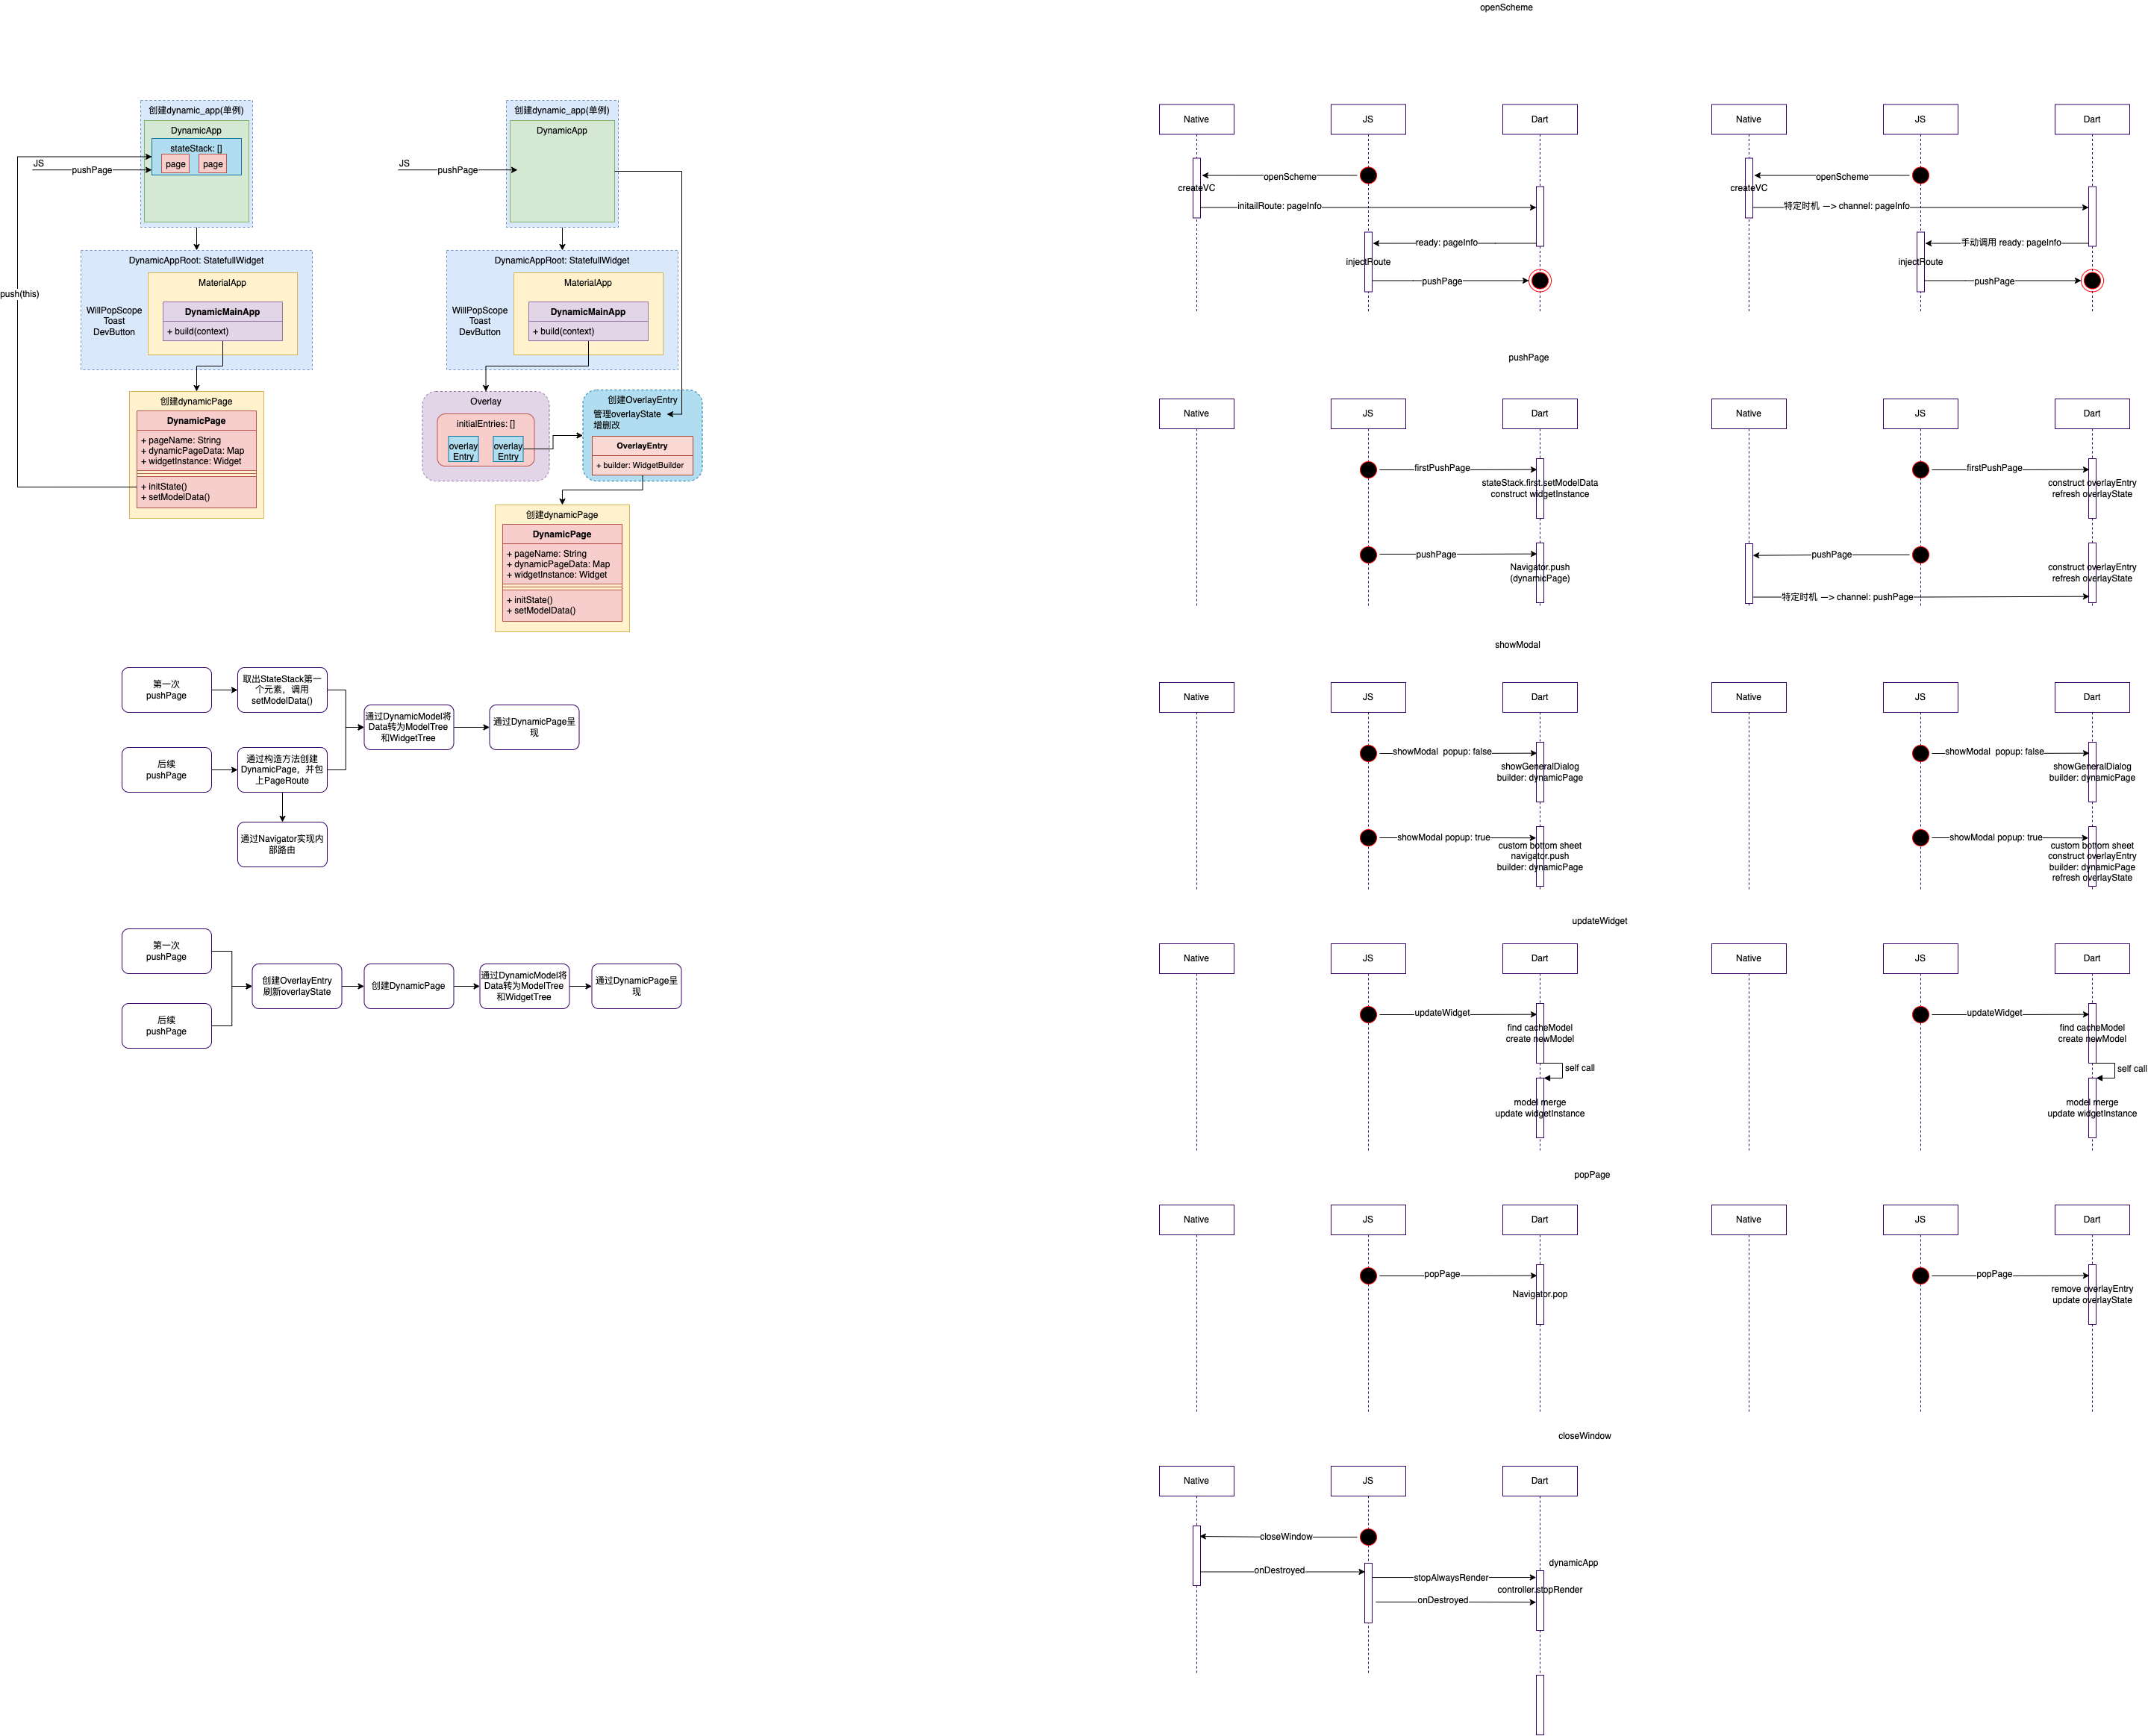 openScheme
创建dynamic_app(单例)
DynamicApp
stateStack: []
page
page
JS
pushPage
push(this)
DynamicAppRoot: StatefullWidget
MaterialApp
WillPopScope
Toast
DevButton
DynamicMainApp
+ build(context)
创建dynamicPage
DynamicPage
+ pageName: String
+ dynamicPageData: Map
+ widgetInstance: Widget
+ initState()
+ setModelData()
创建dynamic_app(单例)
DynamicApp
JS
pushPage
DynamicAppRoot: StatefullWidget
MaterialApp
WillPopScope
Toast
DevButton
DynamicMainApp
+ build(context)
Overlay
initialEntries: []
overlay
Entry
overlay
Entry
创建OverlayEntry
管理overlayState
增删改
OverlayEntry
+ builder: WidgetBuilder
创建dynamicPage
DynamicPage
+ pageName: String
+ dynamicPageData: Map
+ widgetInstance: Widget
+ initState()
+ setModelData()
第一次
pushPage
取出StateStack第一
个元素，调用
setModelData()
后续
pushPage
通过构造方法创建
DynamicPage，并包
上PageRoute
通过DynamicModel将
Data转为ModelTree
和WidgetTree
通过DynamicPage呈
现
通过Navigator实现内
部路由
第一次
pushPage
后续
pushPage
创建OverlayEntry
刷新overlayState
创建DynamicPage
通过DynamicModel将
Data转为ModelTree
和WidgetTree
通过DynamicPage呈
现
Native
JS
Dart
openScheme
createVC
initailRoute: pageInfo
ready: pageInfo
injectRoute
pushPage
Native
JS
Dart
openScheme
createVC
特定时机 —> channel: pageInfo
手动调用 ready: pageInfo
injectRoute
pushPage
pushPage
Native
JS
Dart
firstPushPage
stateStack.first.setModelData
construct widgetInstance
pushPage
Navigator.push
(dynamicPage)
Native
JS
Dart
firstPushPage
construct overlayEntry
refresh overlayState
pushPage
construct overlayEntry
refresh overlayState
特定时机 —> channel: pushPage
showModal
Native
JS
Dart
showModal  popup: false
showGeneralDialog
builder: dynamicPage
showModal popup: true
custom bottom sheet
navigator.push
builder: dynamicPage
Native
JS
Dart
showModal  popup: false
showGeneralDialog
builder: dynamicPage
showModal popup: true
custom bottom sheet
construct overlayEntry
builder: dynamicPage
refresh overlayState
updateWidget
Native
JS
Dart
updateWidget
find cacheModel
create newModel
self call
model merge
update widgetInstance
Native
JS
Dart
updateWidget
find cacheModel
create newModel
self call
model merge
update widgetInstance
popPage
Native
JS
Dart
popPage
Navigator.pop
Native
JS
Dart
popPage
remove overlayEntry
update overlayState
closeWindow
Native
JS
Dart
closeWindow
onDestroyed
dynamicApp
stopAlwaysRender
controller.stopRender
onDestroyed